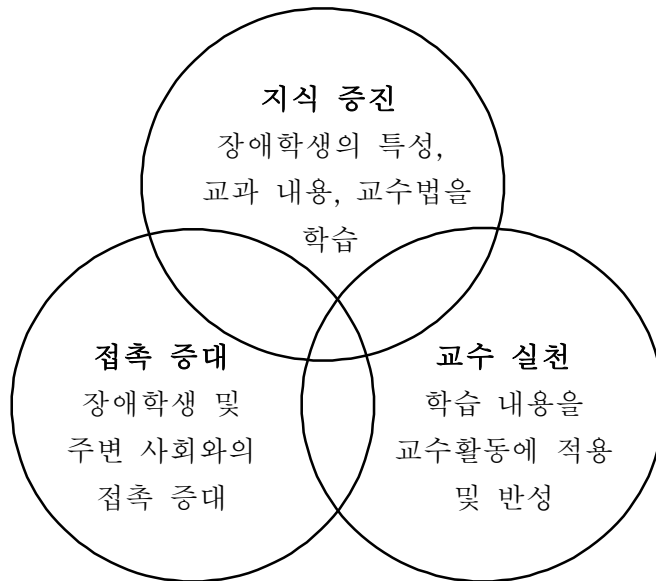 지식 증진
장애학생의 특성,
교과 내용, 교수법을
학습
접촉 증대
장애학생 및
주변 사회와의
접촉 증대
교수 실천
학습 내용을
교수활동에 적용
및 반성